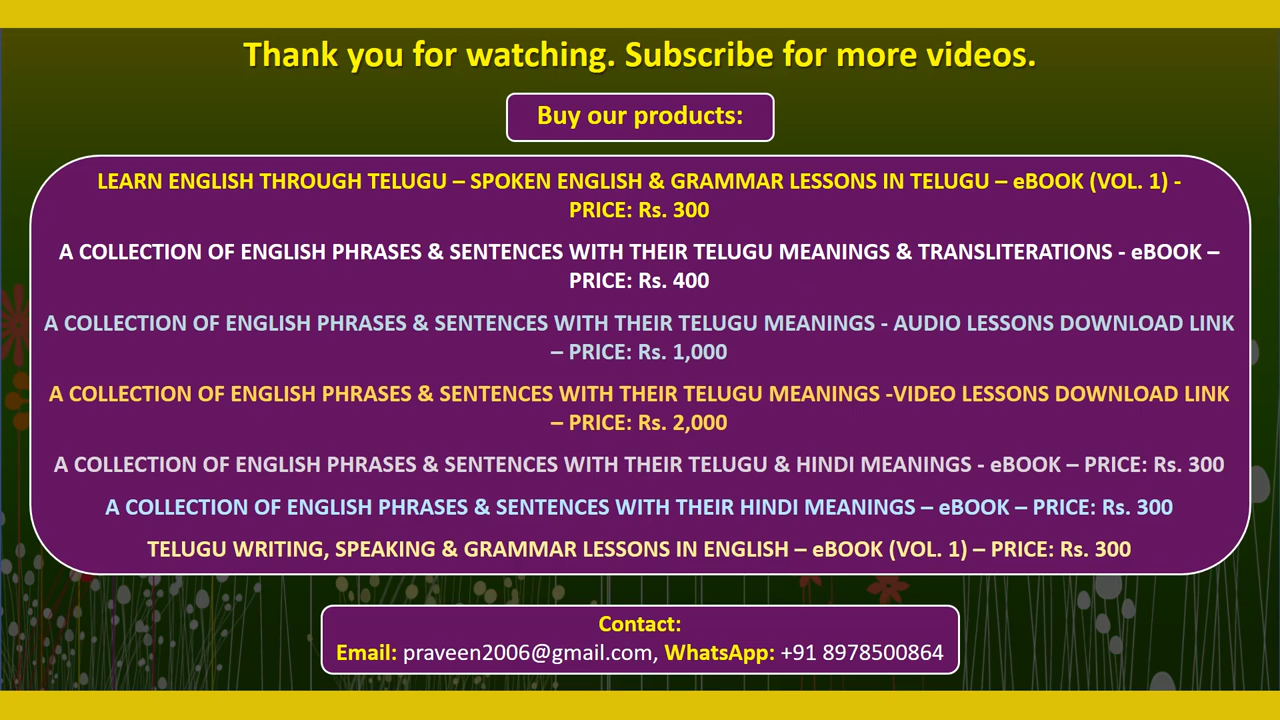 Thank you for watching. Subscribe for more videos.
Buy our products:
LEARN ENGLISH THROUGH TELUGU – SPOKEN ENGLISH & GRAMMAR LESSONS IN TELUGU – eBOOK (VOL. 1) -
PRICE: Rs. 300
A COLLECTION OF ENGLISH PHRASES & SENTENCES WITH THEIR TELUGU MEANINGS & TRANSLITERATIONS - eBOOK –
PRICE: Rs. 400
A COLLECTION OF ENGLISH PHRASES & SENTENCES WITH THEIR TELUGU MEANINGS - AUDIO LESSONS DOWNLOAD LINK
– PRICE: Rs. 1,000
A COLLECTION OF ENGLISH PHRASES & SENTENCES WITH THEIR TELUGU MEANINGS -VIDEO LESSONS DOWNLOAD LINK
– PRICE: Rs. 2,000
A COLLECTION OF ENGLISH PHRASES & SENTENCES WITH THEIR TELUGU & HINDI MEANINGS - eBOOK – PRICE: Rs. 300
A COLLECTION OF ENGLISH PHRASES & SENTENCES WITH THEIR HINDI MEANINGS – eBOOK – PRICE: Rs. 300
TELUGU WRITING, SPEAKING & GRAMMAR LESSONS IN ENGLISH – eBOOK (VOL. 1) – PRICE: Rs. 300
Contact:
Email: praveen2006@gmail.com, WhatsApp: +91 8978500864